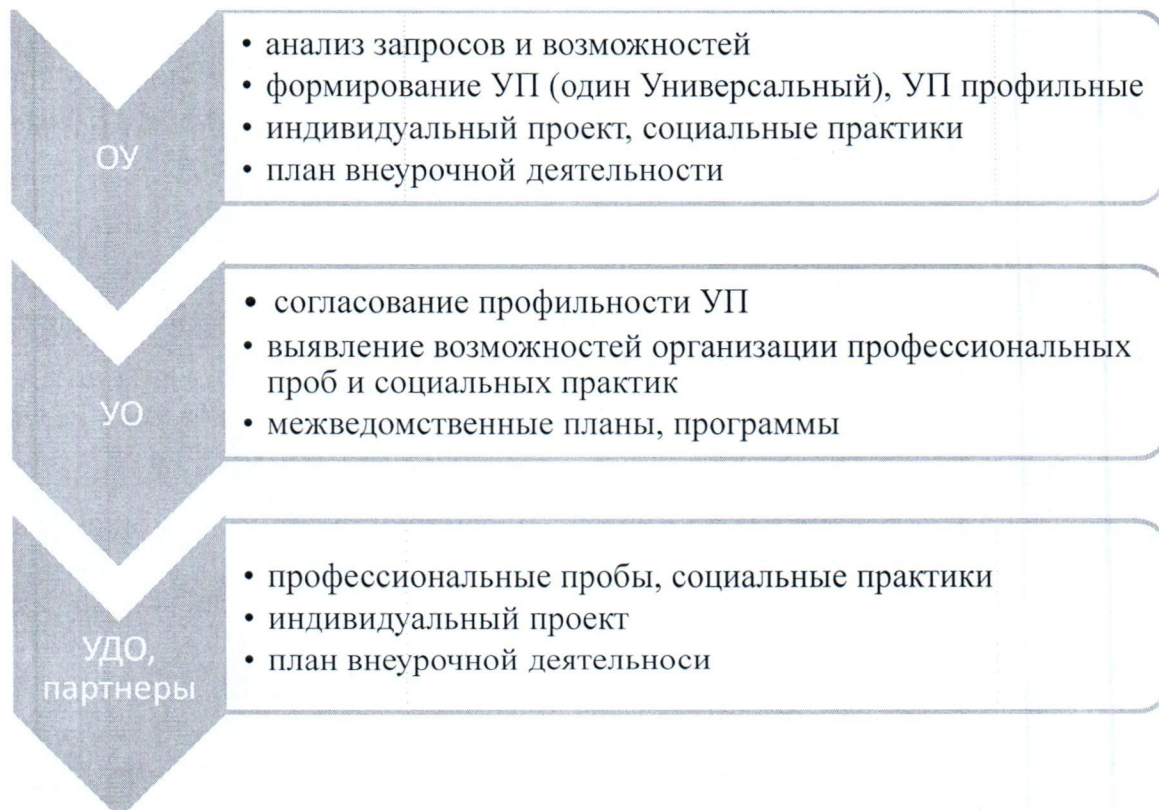 ОУ
• анализ запросов и возможностей
• формирование УП (один Универсальный), УП профильные
• индивидуальный проект, социальные практики
• план внеурочной деятельности
УО
• согласование профильности УП
• выявление возможностей организации профессиональных
проб и социальных практик
• межведомственные планы, программы
УДО,
партнеры
• профессиональные пробы, социальные практики
• индивидуальный проект
• план внеурочной деятельноси